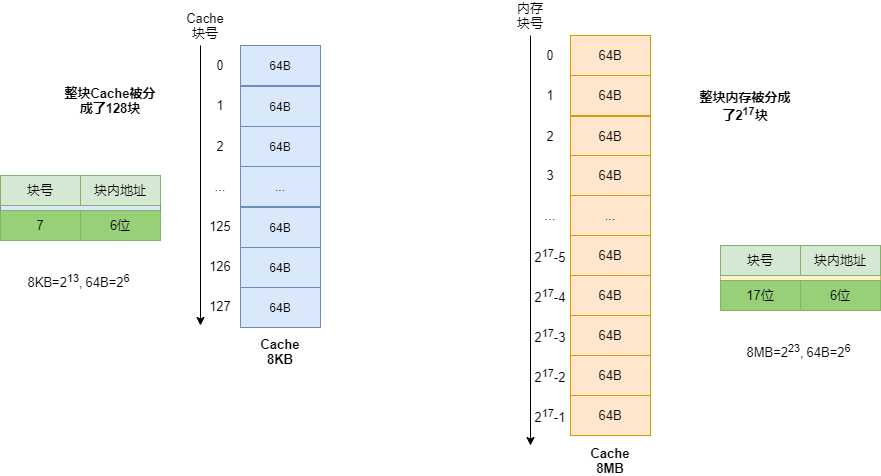 Cache
块号
整块Cache被分
成了128块
0
64B
1
64B
2
64B
...
...
125
64B
126
64B
127
64B
Cache
8KB
块号
块内地址
7
6位
8KB=2^13, 64B=2^6
内存
块号
0
64B
1
64B
2
64B
3
64B
...
...
2^17-5
64B
2^17-4
64B
2^17-3
64B
2^17-2
64B
2^17-1
64B
Cache
8MB
整块内存被分成
了2^17块
块号
块内地址
17位
6位
8MB=2^23, 64B=2^6